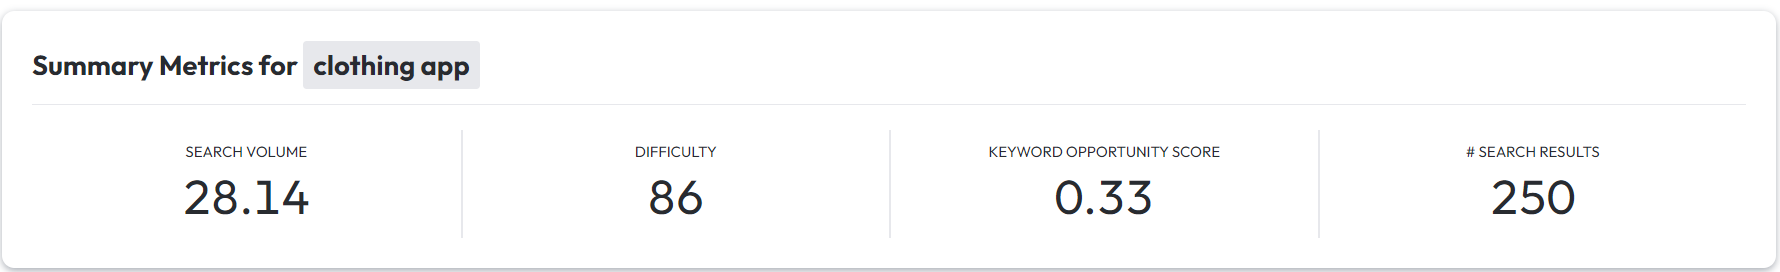 Summary Metrics for clothing app
SEARCH VOLUME
28.14
DIFFICULTY
86
KEYWORD OPPORTUNITY SCORE
0.33
# SEARCH RESULTS
250